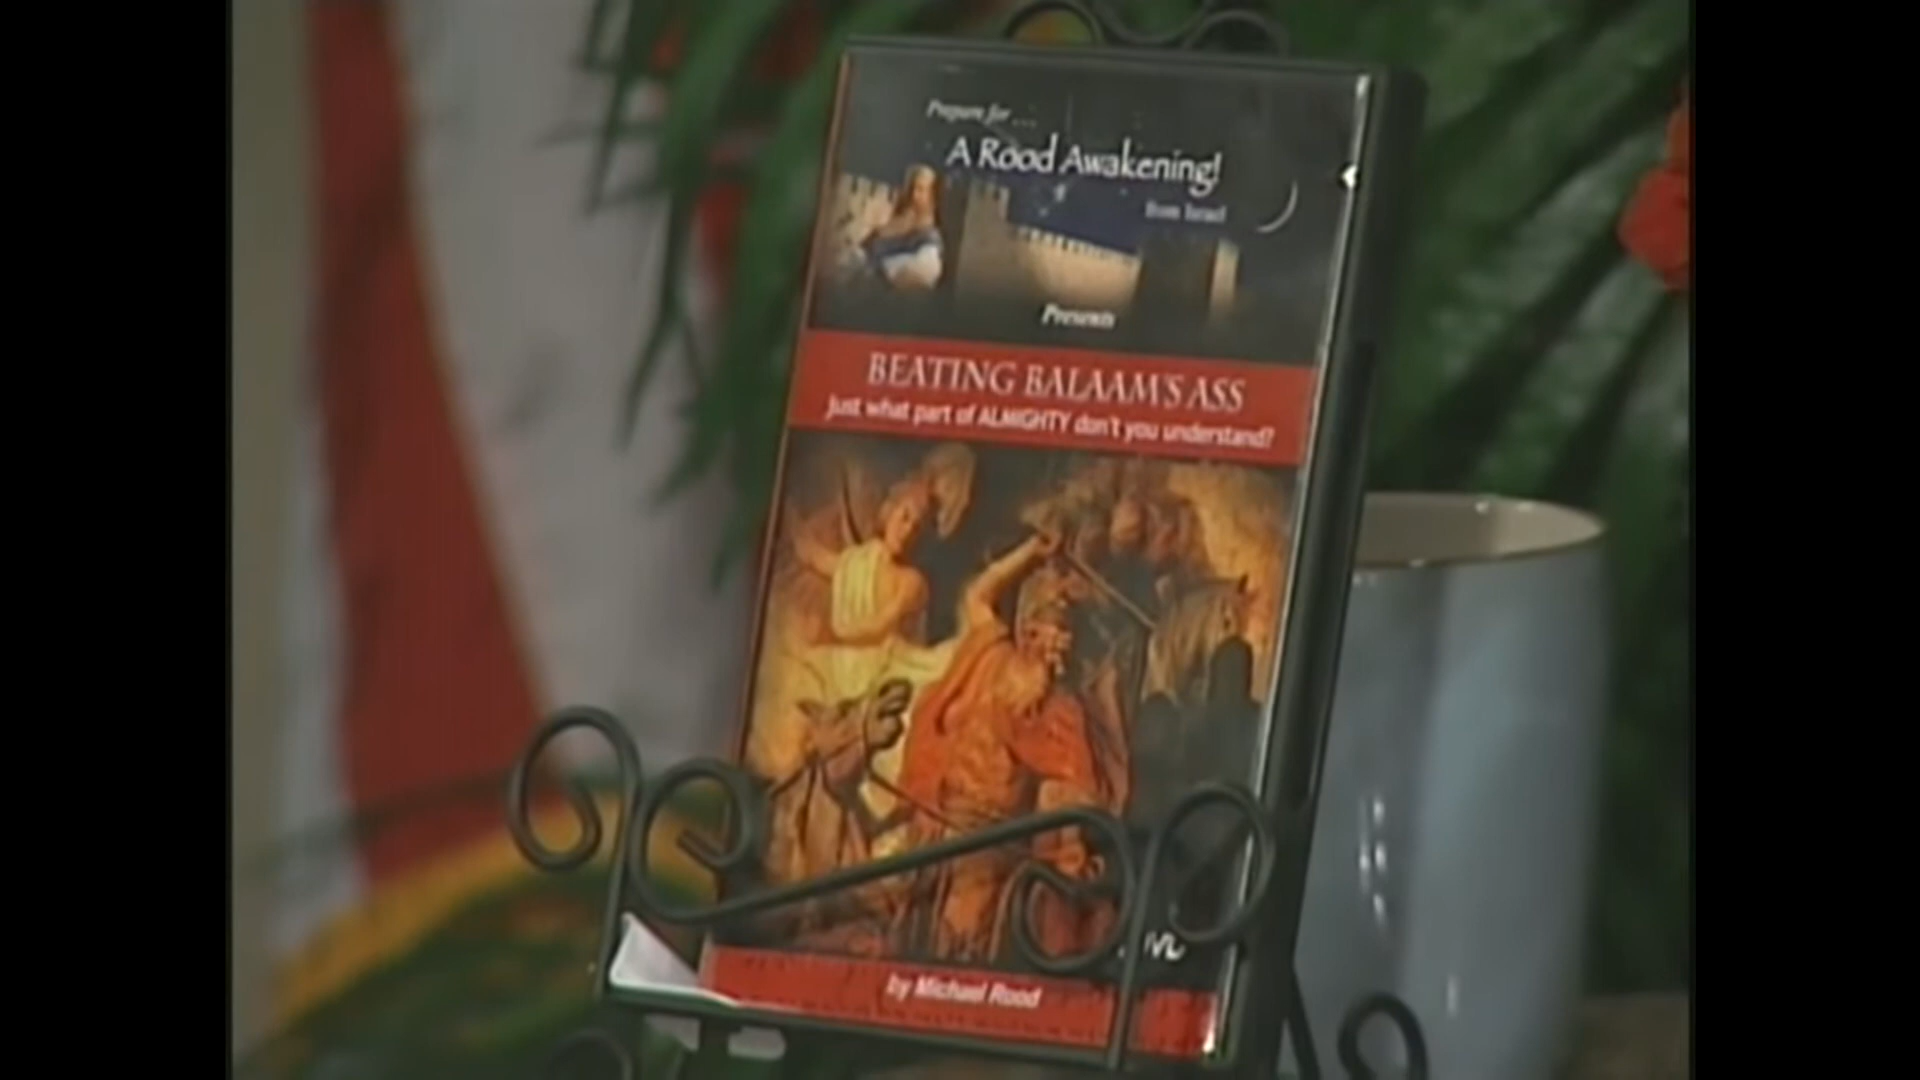 Prepare for...
A Rood Awakening!
from Israel
Presents
BEATING BALAAM'S ASS
Just what part of ALMIGHTY don't you understand?
DVD
by Michael Rood